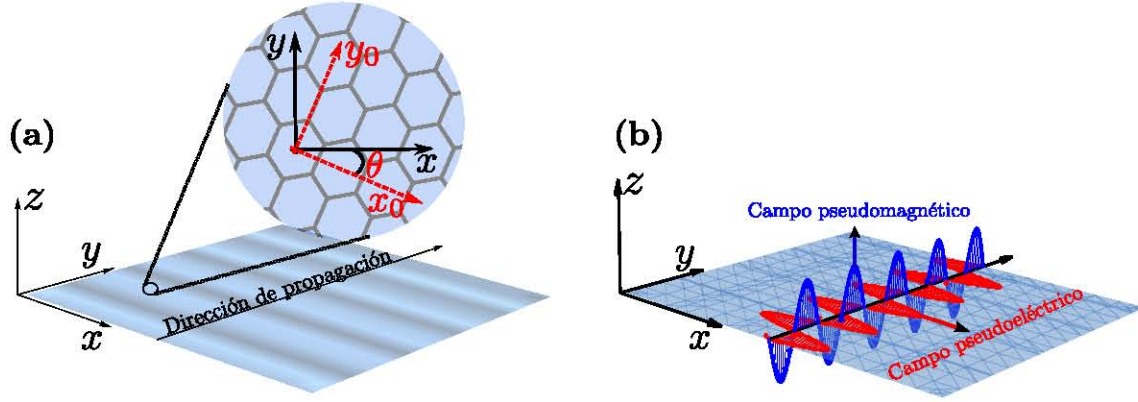 (a)
y
y₀
x
θ
x₀
z
y
x
Dirección de propagación
(b)
z
y
x
Campo pseudomagnético
Campo pseudoeléctrico